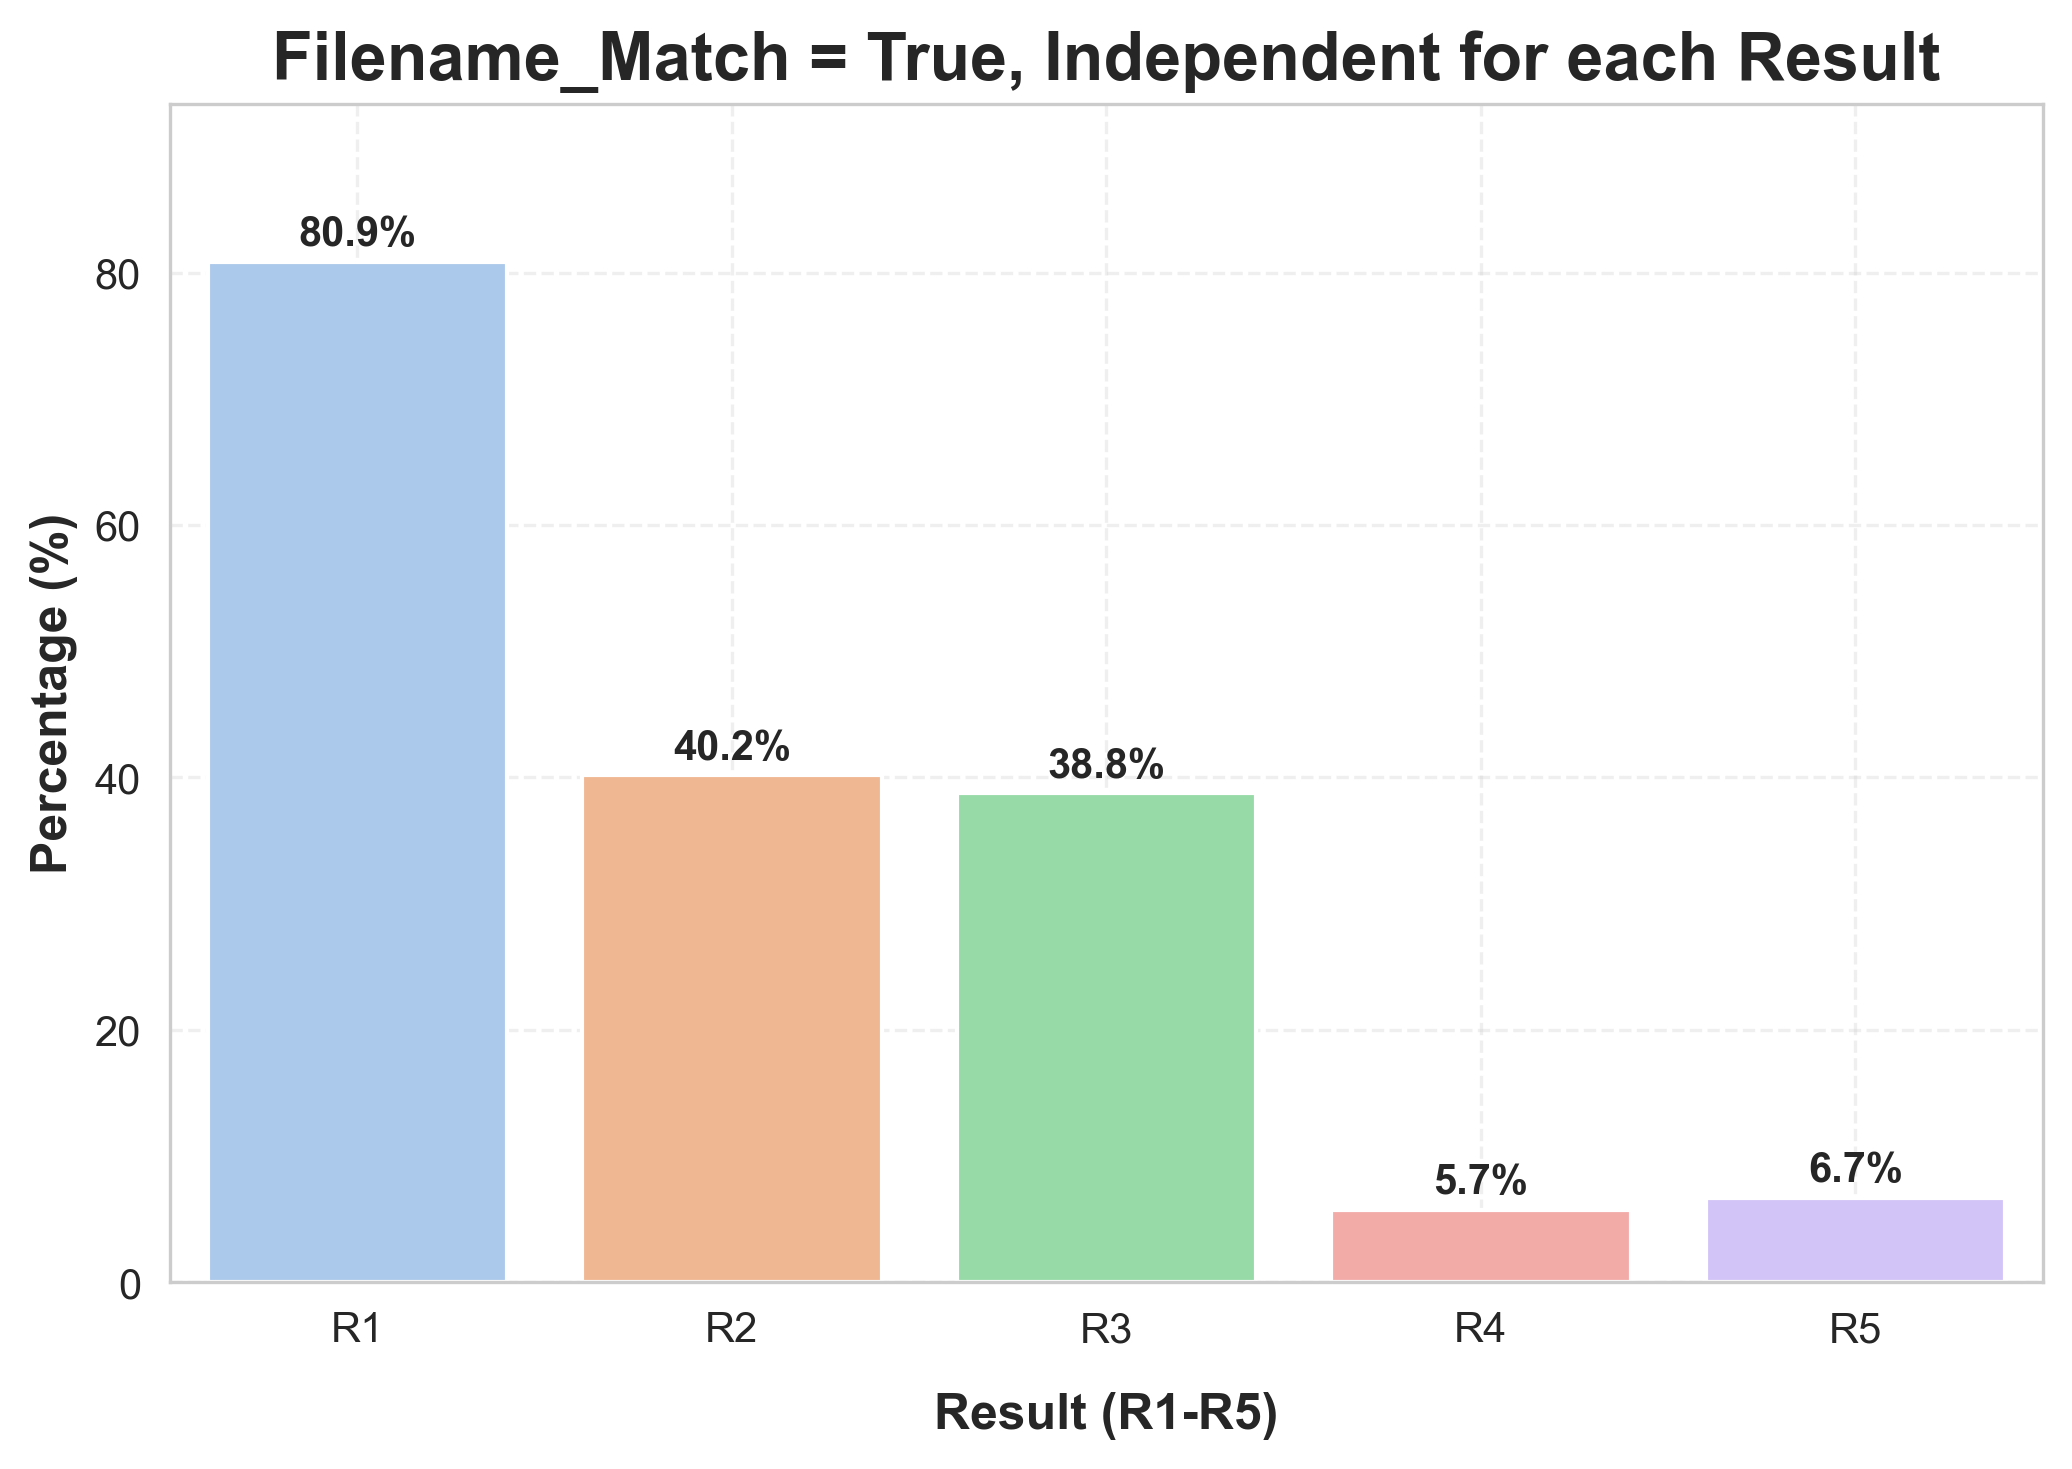 Filename_Match = True, Independent for each Result
Percentage (%)
80
60
40
20
0
80.9%
40.2%
38.8%
5.7%
6.7%
R1
R2
R3
R4
R5
Result (R1-R5)